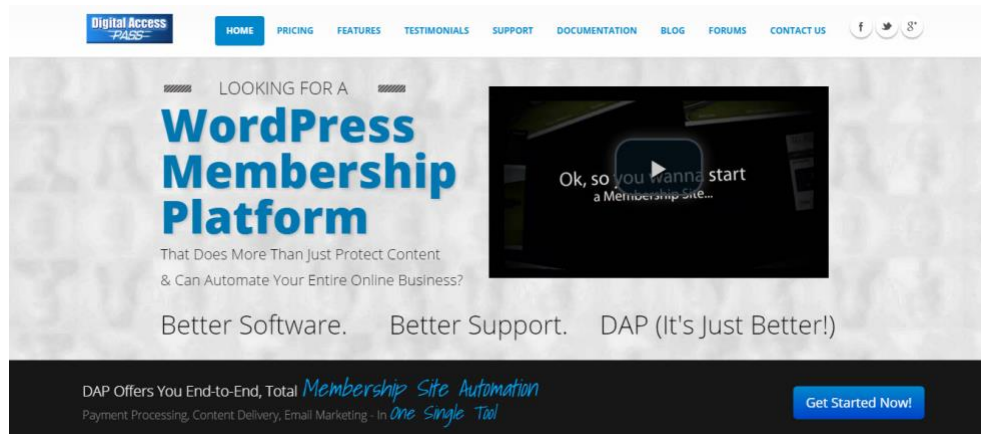 Digital Access
PASS
HOME PRICING FEATURES TESTIMONIALS SUPPORT DOCUMENTATION BLOG FORUMS CONTACT US f g+
LOOKING FOR A
WordPress
Membership
Platform
That Does More Than Just Protect Content
& Can Automate Your Entire Online Business?
Ok, so you wanna start
a Membership Site...
Better Software. Better Support. DAP (It's Just Better!)
DAP Offers You End-to-End, Total Membership Site Automation
Payment Processing, Content Delivery, Email Marketing - In One Single Tool
Get Started Now!